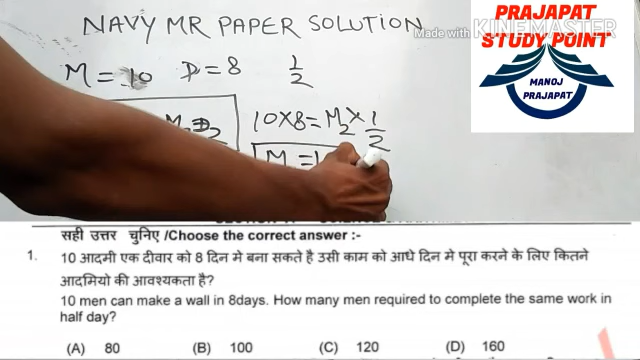 NAVY MR PAPER SOLUTION
Made with KINEMASTER
PRAJAPAT
STUDY POINT
MANOJ
PRAJAPAT
M = 10 D = 8 1/2
10×8 = M2 × 1/2
सही उत्तर चुनिए /Choose the correct answer :-
1. 10 आदमी एक दीवार को 8 दिन मे बना सकते है उसी काम को आधे दिन मे पूरा करने के लिए कितने
आदमियो की आवश्यकता है?
10 men can make a wall in 8days. How many men required to complete the same work in
half day?
(A) 80 (B) 100 (C) 120 (D) 160